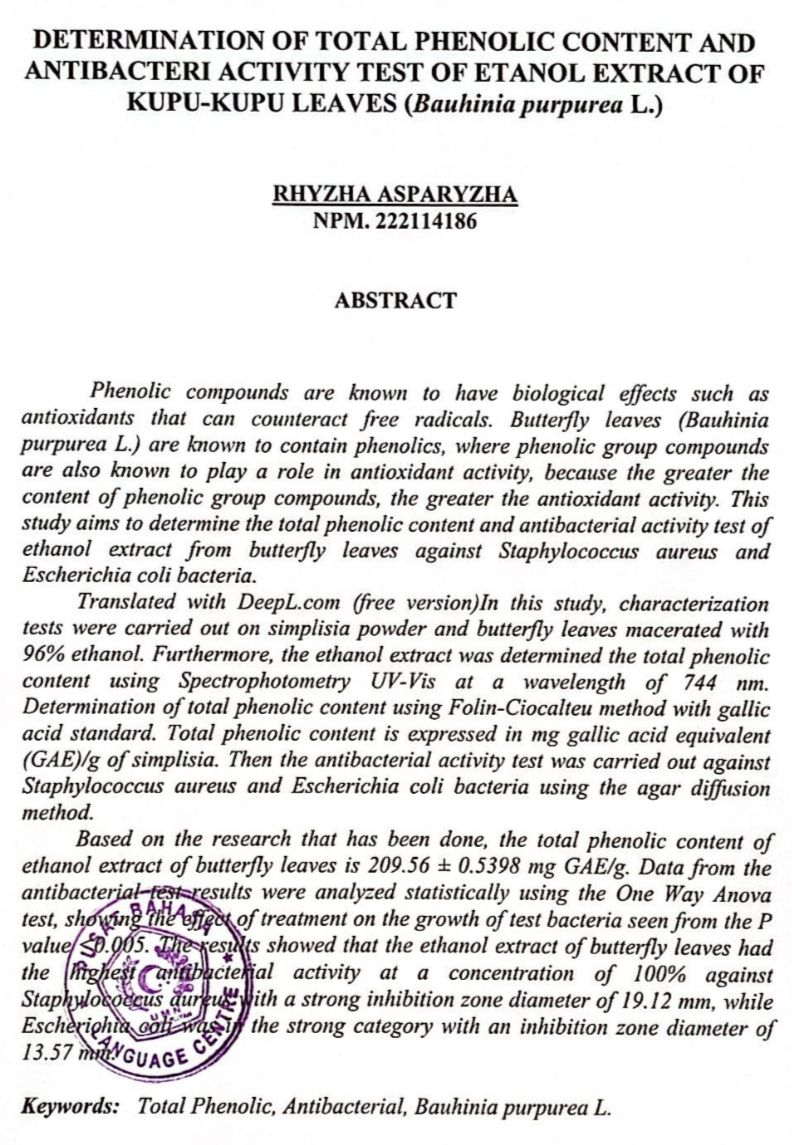 DETERMINATION OF TOTAL PHENOLIC CONTENT AND
ANTIBACTERI ACTIVITY TEST OF ETANOL EXTRACT OF
KUPU-KUPU LEAVES (Bauhinia purpurea L.)
RHYZHA ASPARYZHA
NPM. 222114186
ABSTRACT
Phenolic compounds are known to have biological effects such as
antioxidants that can counteract free radicals. Butterfly leaves (Bauhinia
purpurea L.) are known to contain phenolics, where phenolic group compounds
are also known to play a role in antioxidant activity, because the greater the
content of phenolic group compounds, the greater the antioxidant activity. This
study aims to determine the total phenolic content and antibacterial activity test of
ethanol extract from butterfly leaves against Staphylococcus aureus and
Escherichia coli bacteria.
Translated with DeepL.com (free version)In this study, characterization
tests were carried out on simplisia powder and butterfly leaves macerated with
96% ethanol. Furthermore, the ethanol extract was determined the total phenolic
content using Spectrophotometry UV-Vis at a wavelength of 744 nm.
Determination of total phenolic content using Folin-Ciocalteu method with gallic
acid standard. Total phenolic content is expressed in mg gallic acid equivalent
(GAE)/g of simplisia. Then the antibacterial activity test was carried out against
Staphylococcus aureus and Escherichia coli bacteria using the agar diffusion
method.
Based on the research that has been done, the total phenolic content of
ethanol extract of butterfly leaves is 209.56 ± 0.5398 mg GAE/g. Data from the
antibacterial test results were analyzed statistically using the One Way Anova
test, showing the effect of treatment on the growth of test bacteria seen from the P
value ≤0.005. The results showed that the ethanol extract of butterfly leaves had
the highest antibacterial activity at a concentration of 100% against
Staphylococcus aureus with a strong inhibition zone diameter of 19.12 mm, while
Escherichia coli was in the strong category with an inhibition zone diameter of
13.57 mm.
PUSAT BAHASA
UMN
LANGUAGE CENTRE
Keywords: Total Phenolic, Antibacterial, Bauhinia purpurea L.